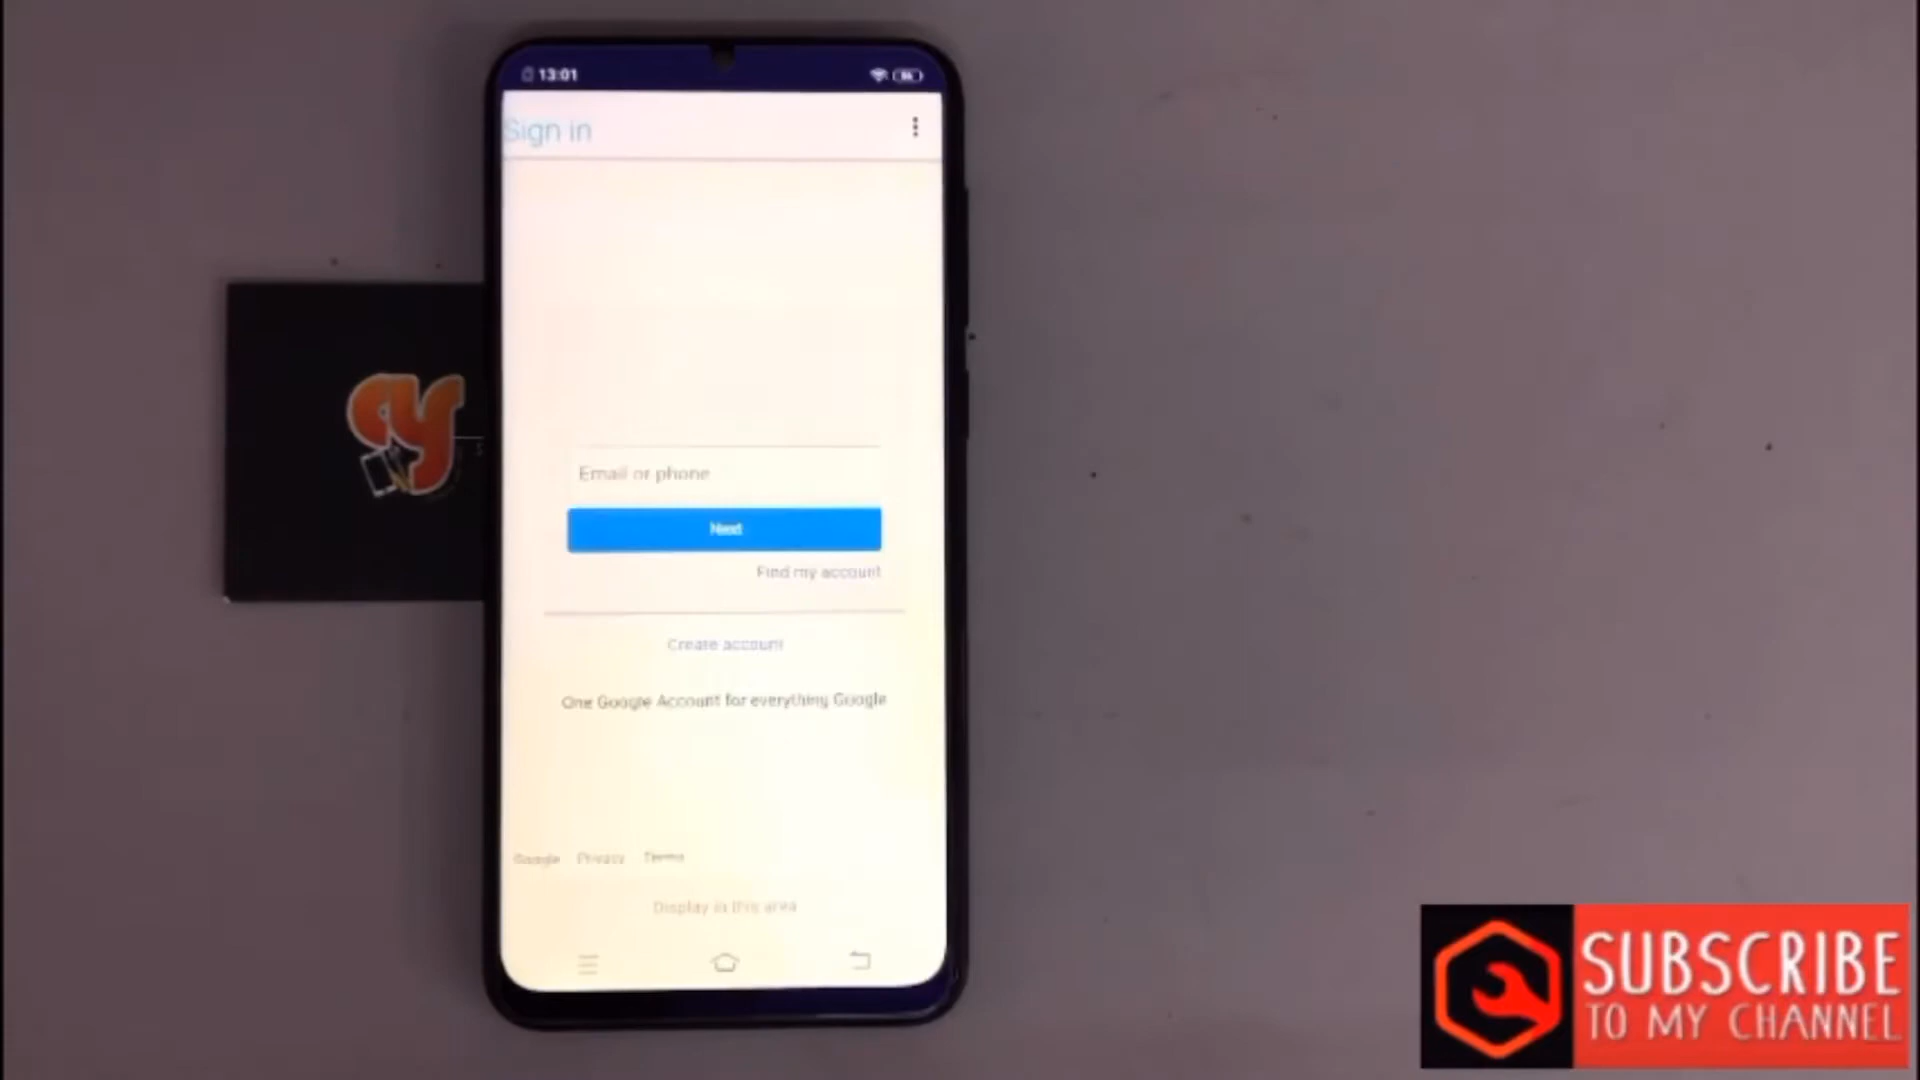 13:01
Sign in
Email or phone
Next
Find my account
Create account
One Google Account for everything Google
Google Privacy Terms
Display in this area
SUBSCRIBE
TO MY CHANNEL